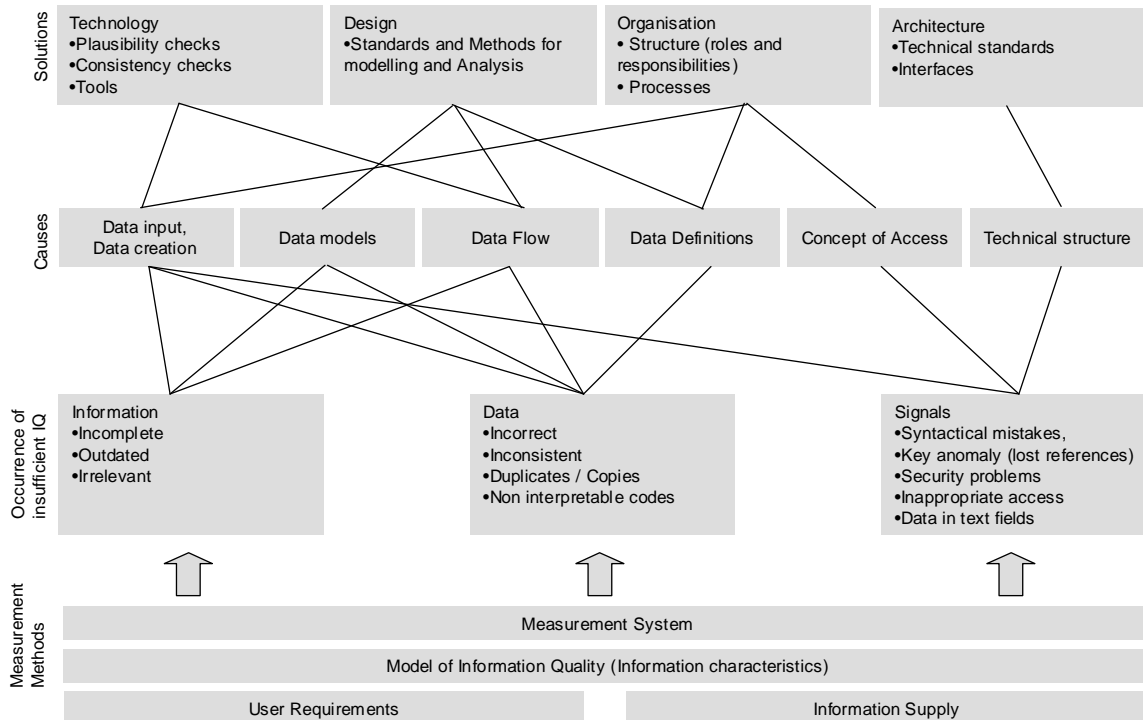 Solutions
Technology
•Plausibility checks
•Consistency checks
•Tools
Design
•Standards and Methods for
modelling and Analysis
Organisation
• Structure (roles and
responsibilities)
• Processes
Architecture
•Technical standards
•Interfaces
Causes
Data input,
Data creation
Data models
Data Flow
Data Definitions
Concept of Access
Technical structure
Occurrence of
insufficient IQ
Information
•Incomplete
•Outdated
•Irrelevant
Data
•Incorrect
•Inconsistent
•Duplicates / Copies
•Non interpretable codes
Signals
•Syntactical mistakes,
•Key anomaly (lost references)
•Security problems
•Inappropriate access
•Data in text fields
Measurement
Methods
Measurement System
Model of Information Quality (Information characteristics)
User Requirements
Information Supply